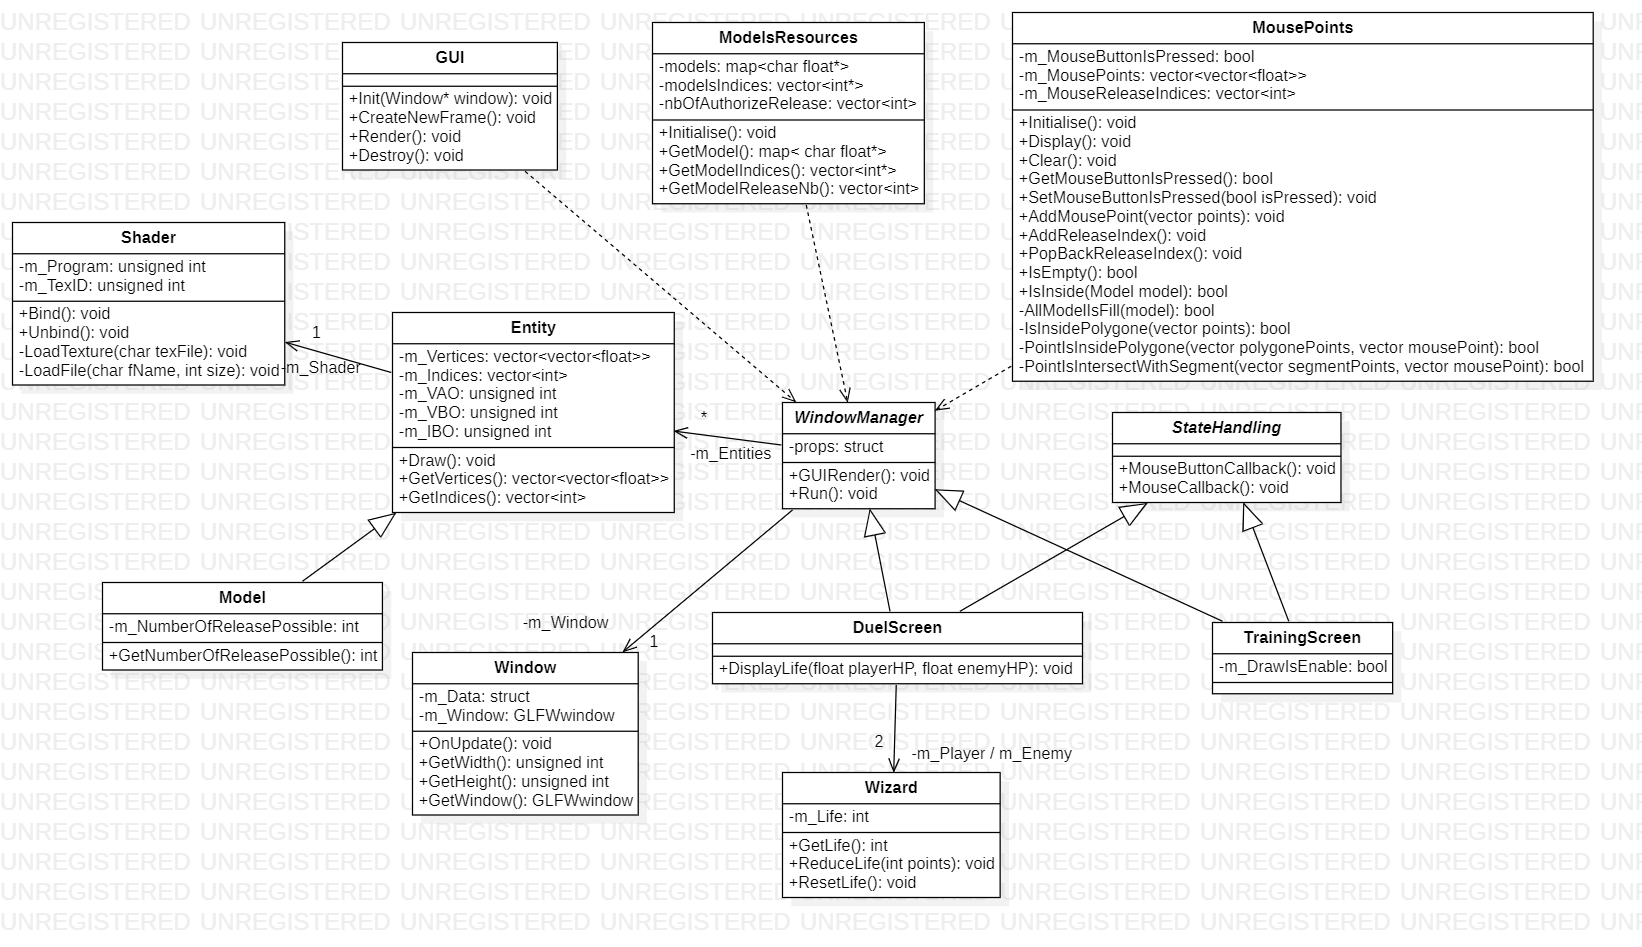 GUI
+Init(Window* window): void
+CreateNewFrame(): void
+Render(): void
+Destroy(): void
ModelsResources
-models: map<char float*>
-modelsIndices: vector<int*>
-nbOfAuthorizeRelease: vector<int>
+Initialise(): void
+GetModel(): map< char float*>
+GetModelIndices(): vector<int*>
+GetModelReleaseNb(): vector<int>
MousePoints
-m_MouseButtonIsPressed: bool
-m_MousePoints: vector<vector<float>>
-m_MouseReleaseIndices: vector<int>
+Initialise(): void
+Display(): void
+Clear(): void
+GetMouseButtonIsPressed(): bool
+SetMouseButtonIsPressed(bool isPressed): void
+AddMousePoint(vector points): void
+AddReleaseIndex(): void
+PopBackReleaseIndex(): void
+IsEmpty(): bool
+IsInside(Model model): bool
-AllModelIsFill(model): bool
-IsInsidePolygone(vector points): bool
-PointIsInsidePolygone(vector polygonePoints, vector mousePoint): bool
-PointIsIntersectWithSegment(vector segmentPoints, vector mousePoint): bool
Shader
-m_Program: unsigned int
-m_TexID: unsigned int
+Bind(): void
+Unbind(): void
-LoadTexture(char texFile): void
-LoadFile(char fName, int size): void
1
-m_Shader
Entity
-m_Vertices: vector<vector<float>>
-m_Indices: vector<int>
-m_VAO: unsigned int
-m_VBO: unsigned int
-m_IBO: unsigned int
+Draw(): void
+GetVertices(): vector<vector<float>>
+GetIndices(): vector<int>
*
-m_Entities
WindowManager
-props: struct
+GUIRender(): void
+Run(): void
StateHandling
+MouseButtonCallback(): void
+MouseCallback(): void
Model
-m_NumberOfReleasePossible: int
+GetNumberOfReleasePossible(): int
-m_Window
1
Window
-m_Data: struct
-m_Window: GLFWwindow
+OnUpdate(): void
+GetWidth(): unsigned int
+GetHeight(): unsigned int
+GetWindow(): GLFWwindow
DuelScreen
+DisplayLife(float playerHP, float enemyHP): void
TrainingScreen
-m_DrawIsEnable: bool
2
-m_Player / m_Enemy
Wizard
-m_Life: int
+GetLife(): int
+ReduceLife(int points): void
+ResetLife(): void